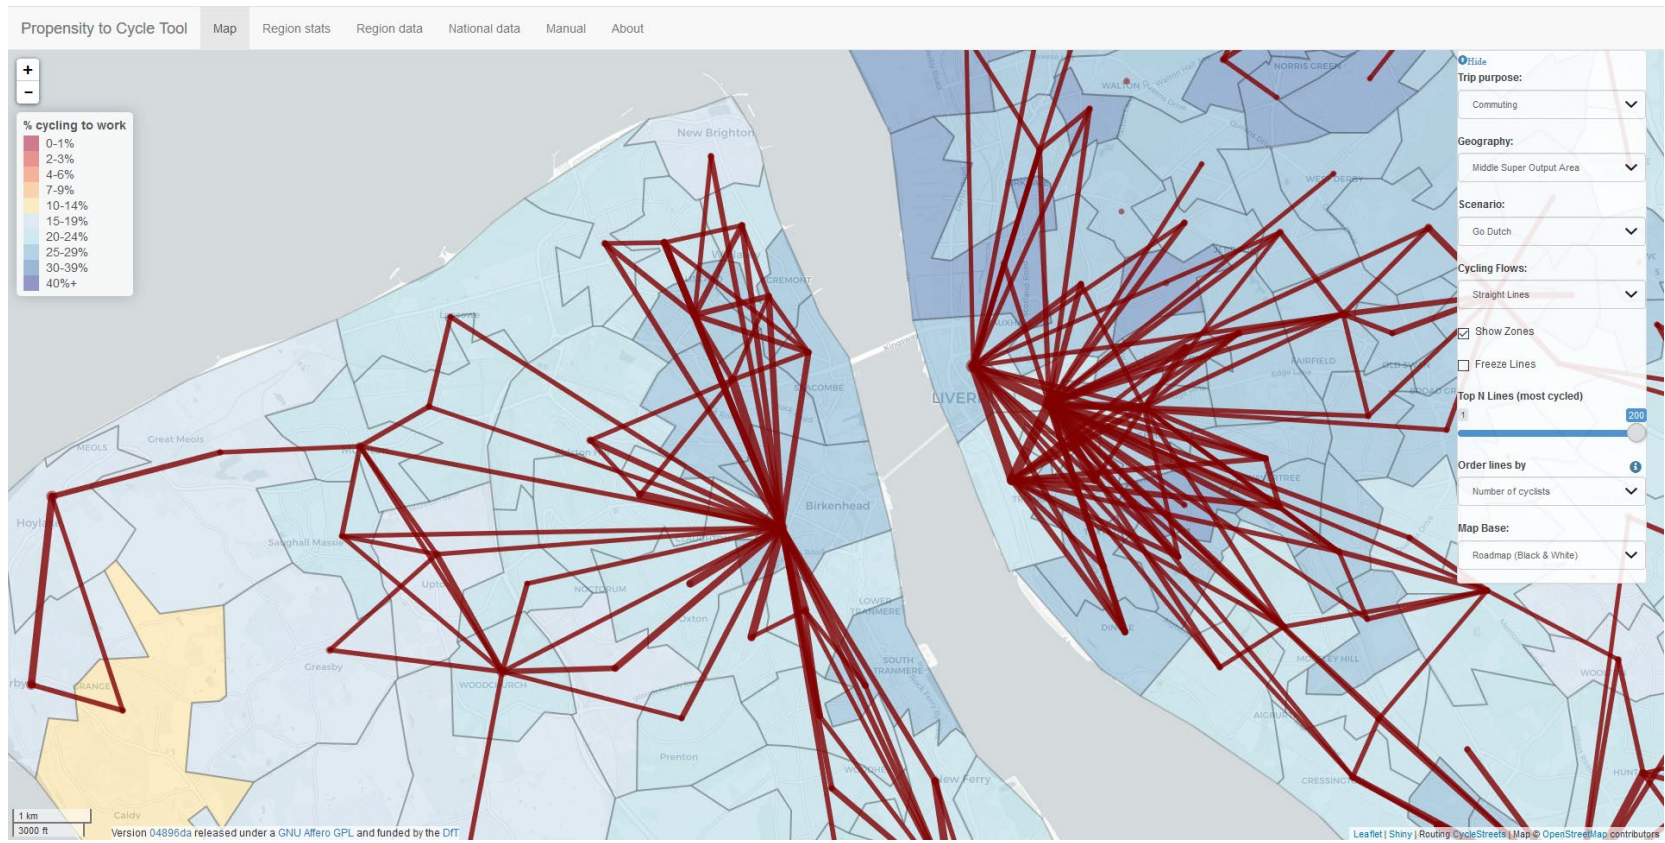 Propensity to Cycle Tool Map Region stats Region data National data Manual About
+
−
% cycling to work
0-1%
2-3%
4-6%
7-9%
10-14%
15-19%
20-24%
25-29%
30-39%
40%+
Hide
Trip purpose:
Commuting
Geography:
Middle Super Output Area
Scenario:
Go Dutch
Cycling Flows:
Straight Lines
Show Zones
Freeze Lines
Top N Lines (most cycled)
1 200
Order lines by
Number of cyclists
Map Base:
Roadmap (Black & White)
New Brighton
NORRIS GREEN
WALTON
WEST DERBY
FAIRFIELD
Edge Lane
MEOLS
Great Meols
Birkenhead
Saughall Massie
NOCTORUM
Oxton
LOWER
TRANMERE
SOUTH
TRANMERE
Greasby
WOODCHURCH
Prenton
New Ferry
Caldy
1 km
3000 ft
Version 04896da released under a GNU Affero GPL and funded by the DfT
Leaflet | Shiny | Routing CycleStreets | Map © OpenStreetMap contributors